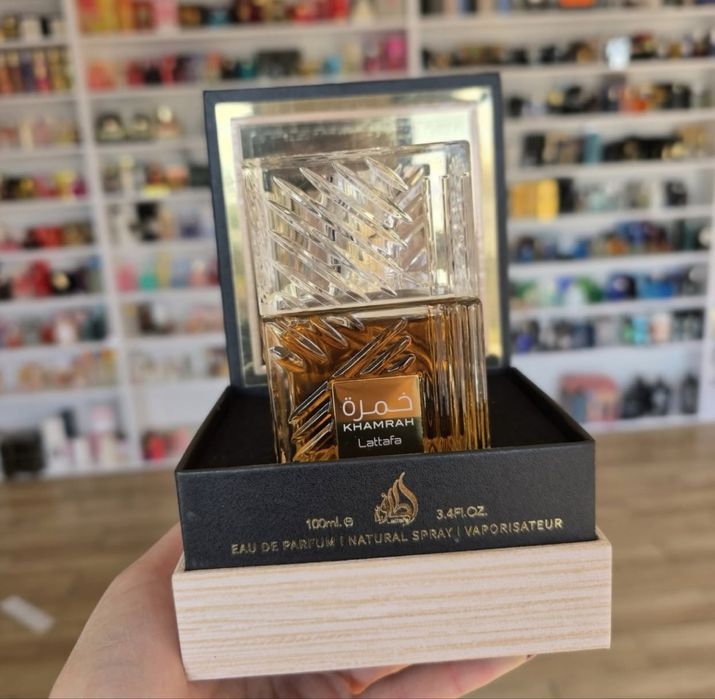 خمرة
KHAMRAH
Lattafa
100ml. ℮ 3.4Fl.OZ.
EAU DE PARFUM | NATURAL SPRAY | VAPORISATEUR